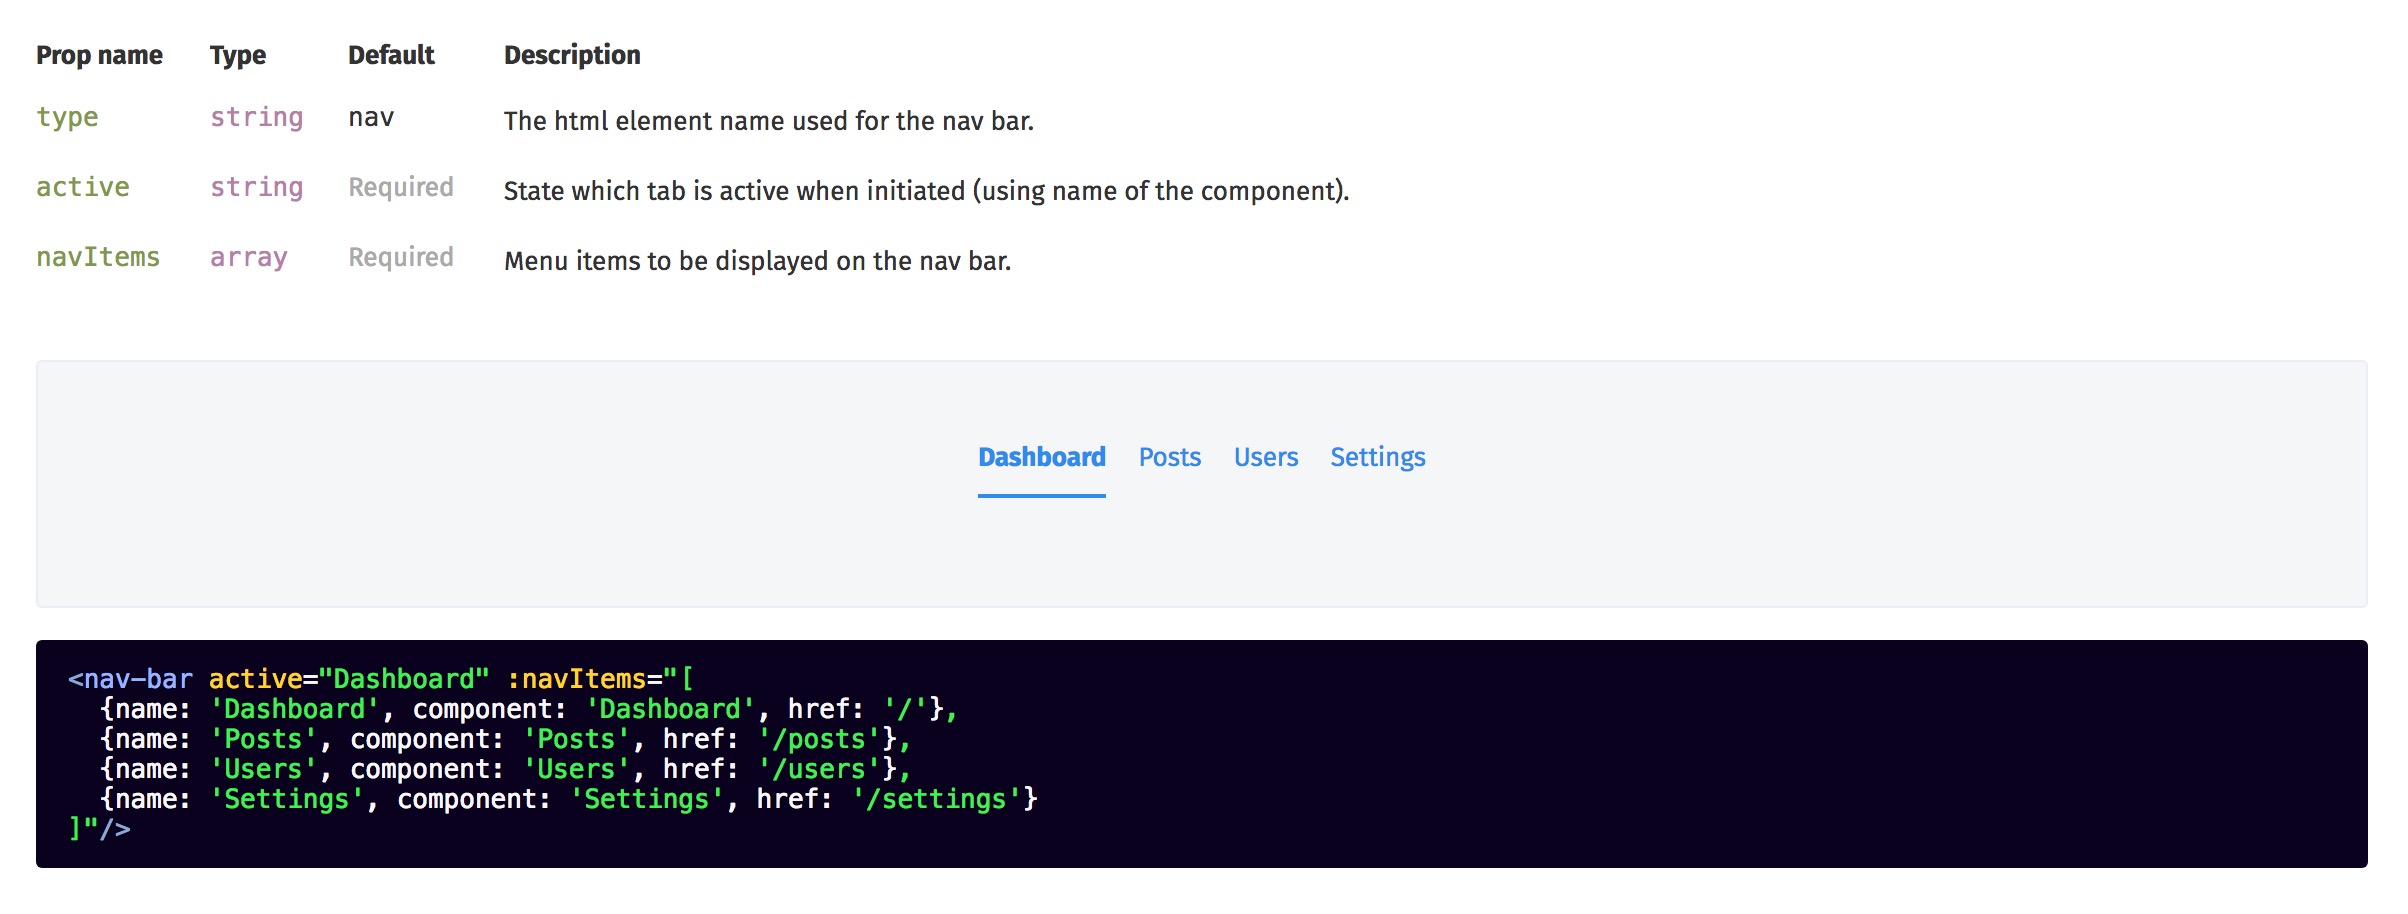 Prop name Type Default Description
type string nav The html element name used for the nav bar.
active string Required State which tab is active when initiated (using name of the component).
navItems array Required Menu items to be displayed on the nav bar.
Dashboard Posts Users Settings
<nav-bar active="Dashboard" :navItems="[
  {name: 'Dashboard', component: 'Dashboard', href: '/'},
  {name: 'Posts', component: 'Posts', href: '/posts'},
  {name: 'Users', component: 'Users', href: '/users'},
  {name: 'Settings', component: 'Settings', href: '/settings'}
]"/>